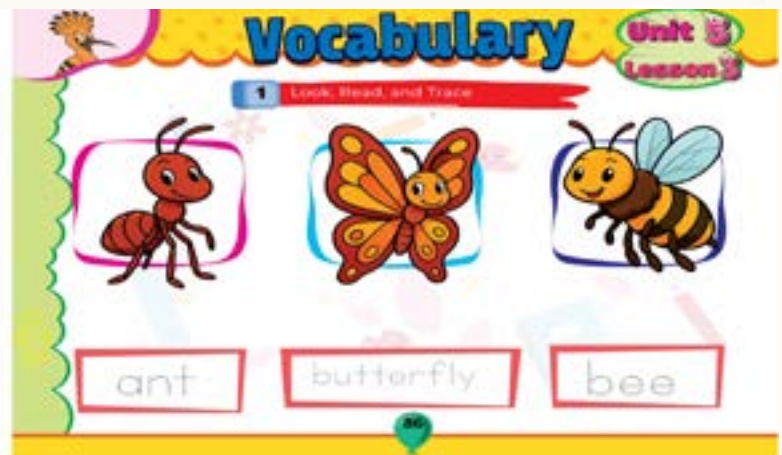 Vocabulary
Unit 5
Lesson 3
1 Look, Read, and Trace
ant
butterfly
bee
86